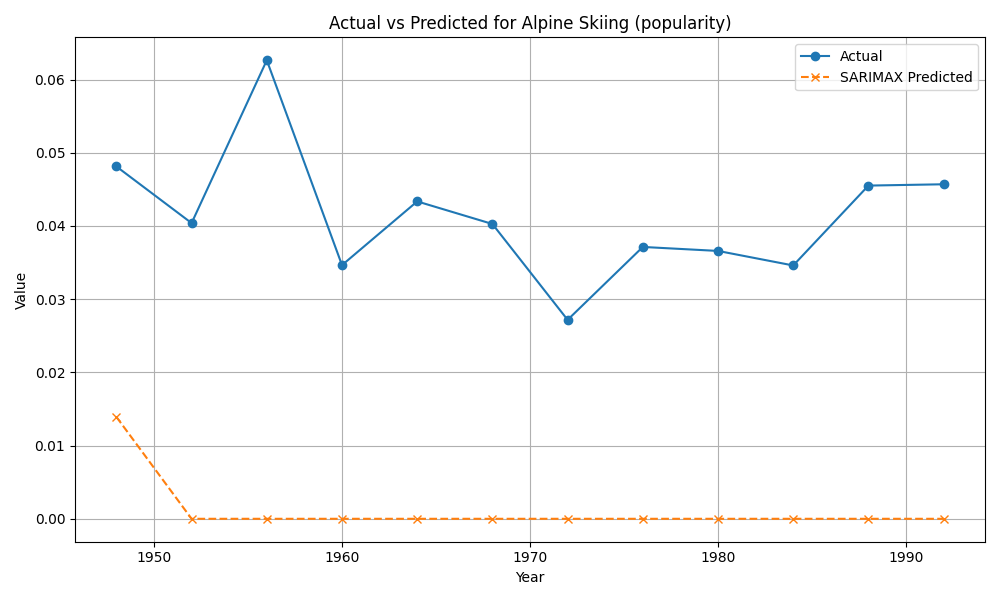 Actual vs Predicted for Alpine Skiing (popularity)
Actual
SARIMAX Predicted
Value
0.06
0.05
0.04
0.03
0.02
0.01
0.00
1950 1960 1970 1980 1990
Year